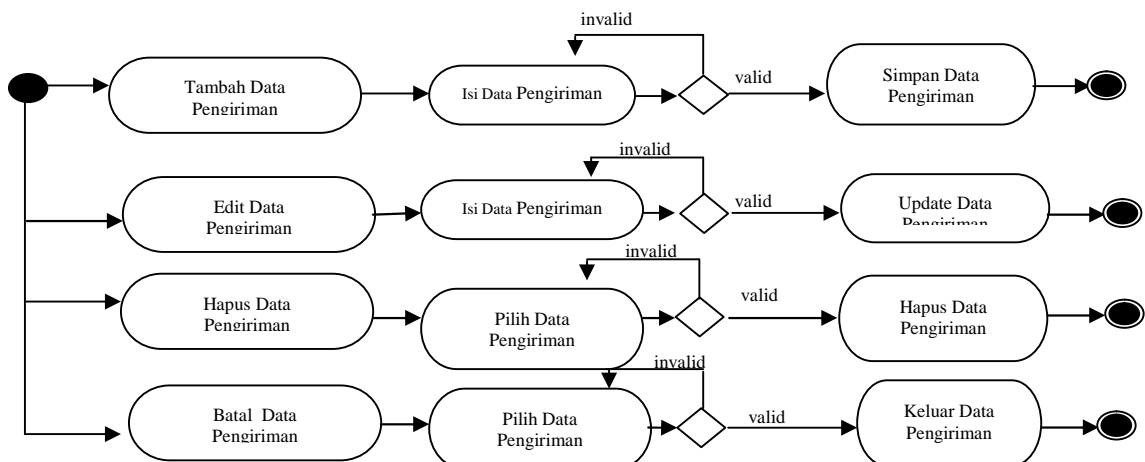 invalid
Tambah Data
Pengiriman
Isi Data Pengiriman
valid
Simpan Data
Pengiriman
invalid
Edit Data
Pengiriman
Isi Data Pengiriman
valid
Update Data
Pengiriman
invalid
Hapus Data
Pengiriman
Pilih Data
Pengiriman
valid
Hapus Data
Pengiriman
invalid
Batal Data
Pengiriman
Pilih Data
Pengiriman
valid
Keluar Data
Pengiriman